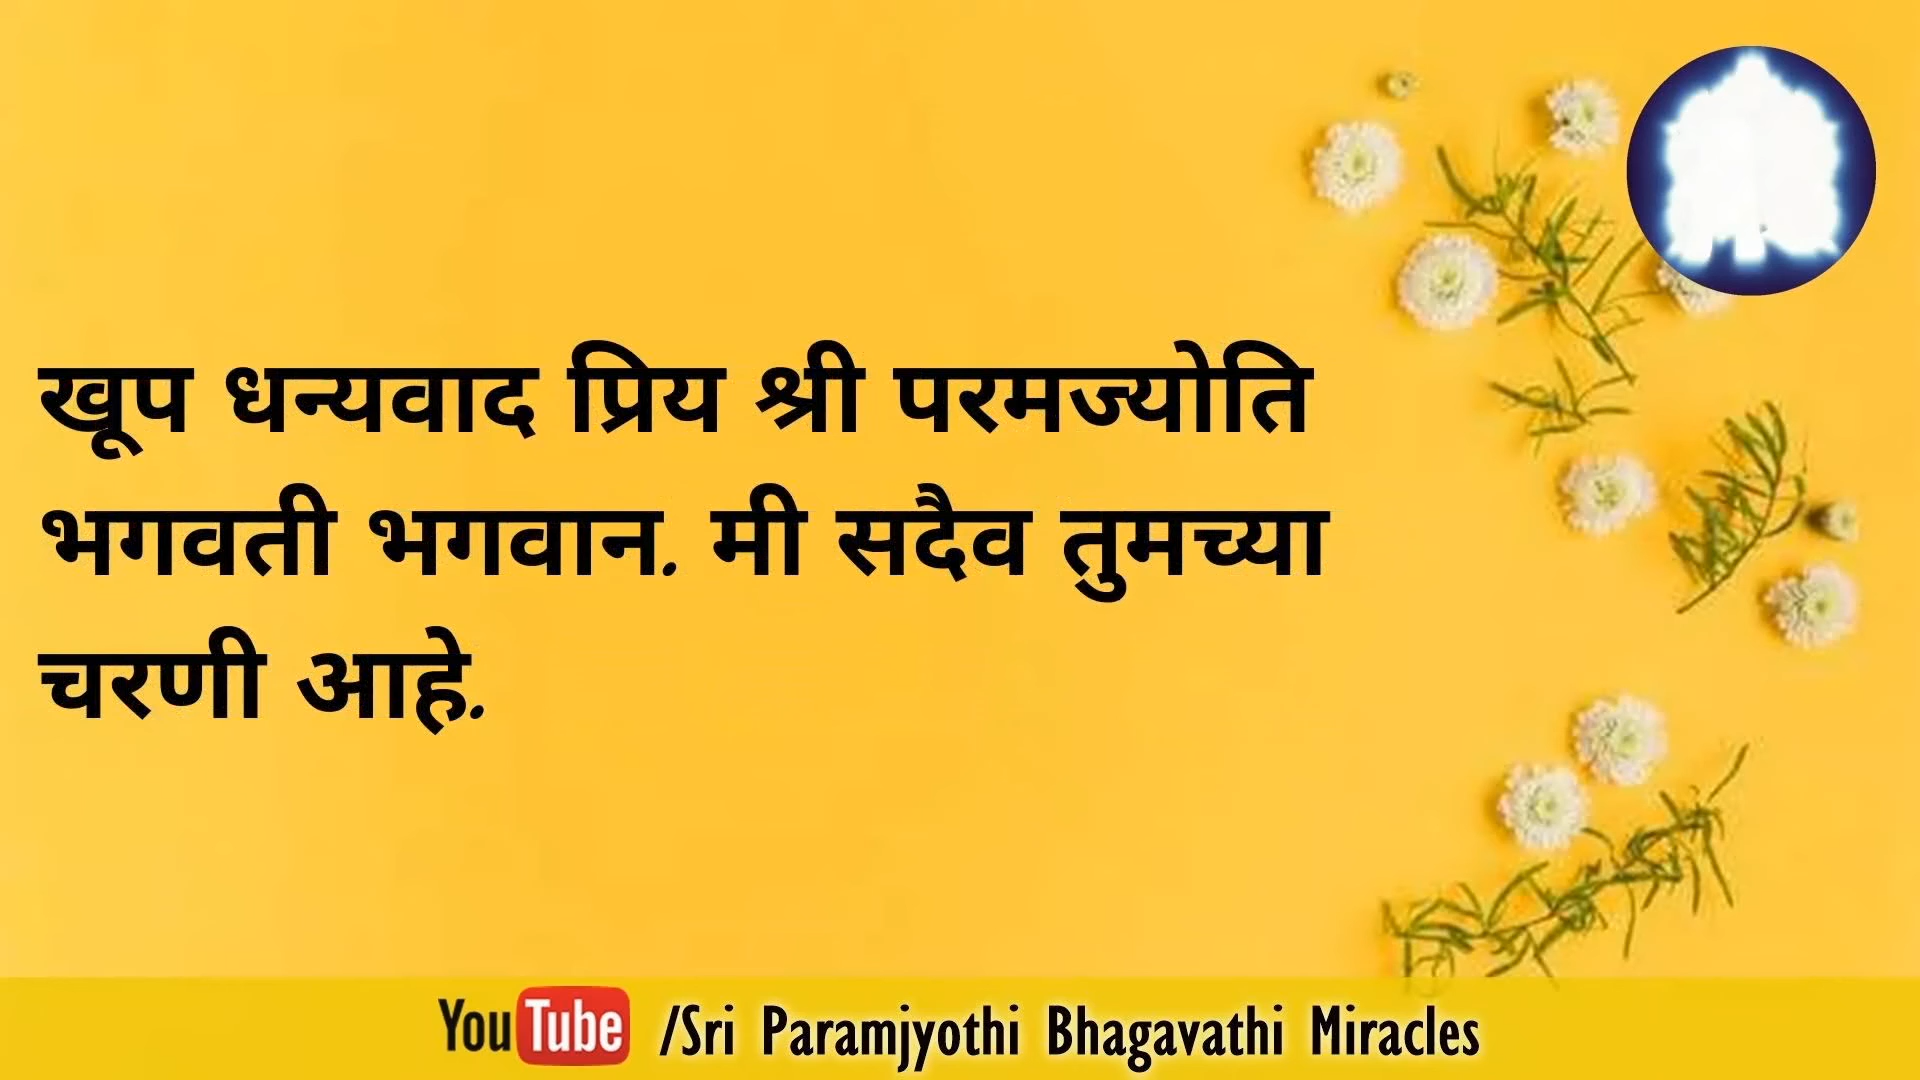 खूप धन्यवाद प्रिय श्री परमज्योति
भगवती भगवान. मी सदैव तुमच्या
चरणी आहे.
YouTube /Sri Paramjyothi Bhagavathi Miracles